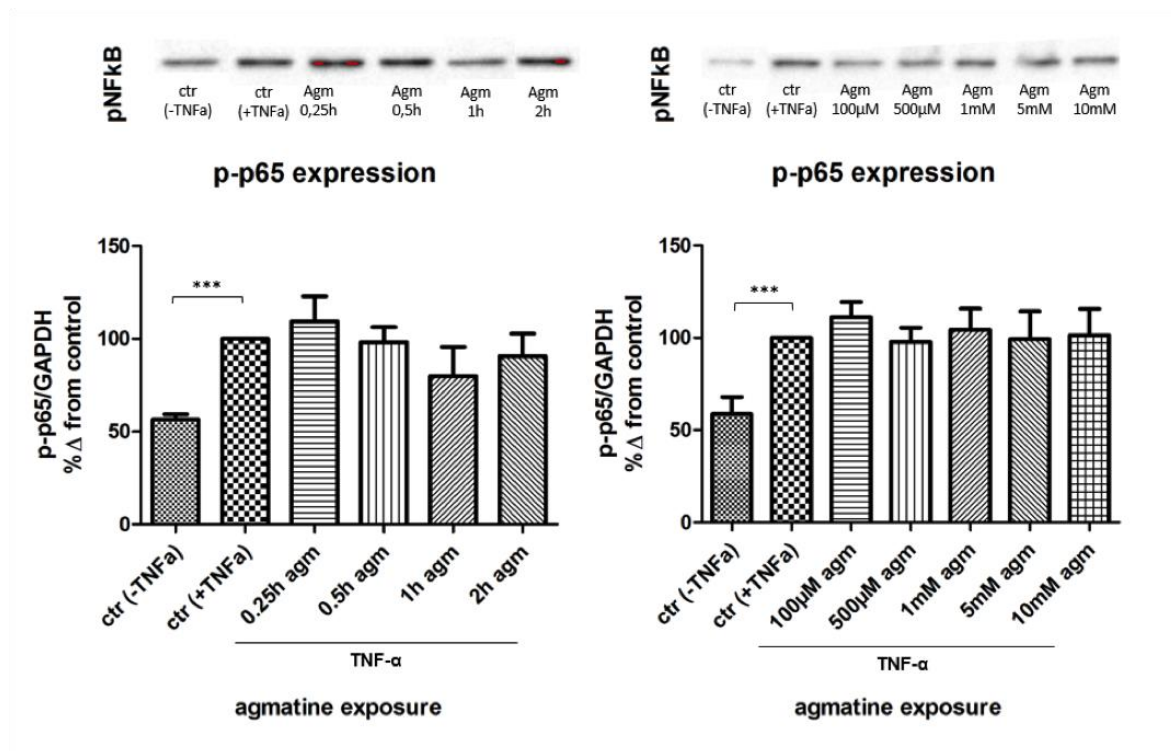 pNFkB
ctr (-TNFa)
ctr (+TNFa)
Agm 0,25h
Agm 0,5h
Agm 1h
Agm 2h
p-p65 expression
p-p65/GAPDH
% Δ from control
150
100
50
0
***
ctr (-TNFa)
ctr (+TNFa)
0.25h agm
0.5h agm
1h agm
2h agm
TNF-α
agmatine exposure
pNFkB
ctr (-TNFa)
ctr (+TNFa)
Agm 100µM
Agm 500µM
Agm 1mM
Agm 5mM
Agm 10mM
p-p65 expression
p-p65/GAPDH
% Δ from control
150
100
50
0
***
ctr (-TNFa)
ctr (+TNFa)
100µM agm
500µM agm
1mM agm
5mM agm
10mM agm
TNF-α
agmatine exposure